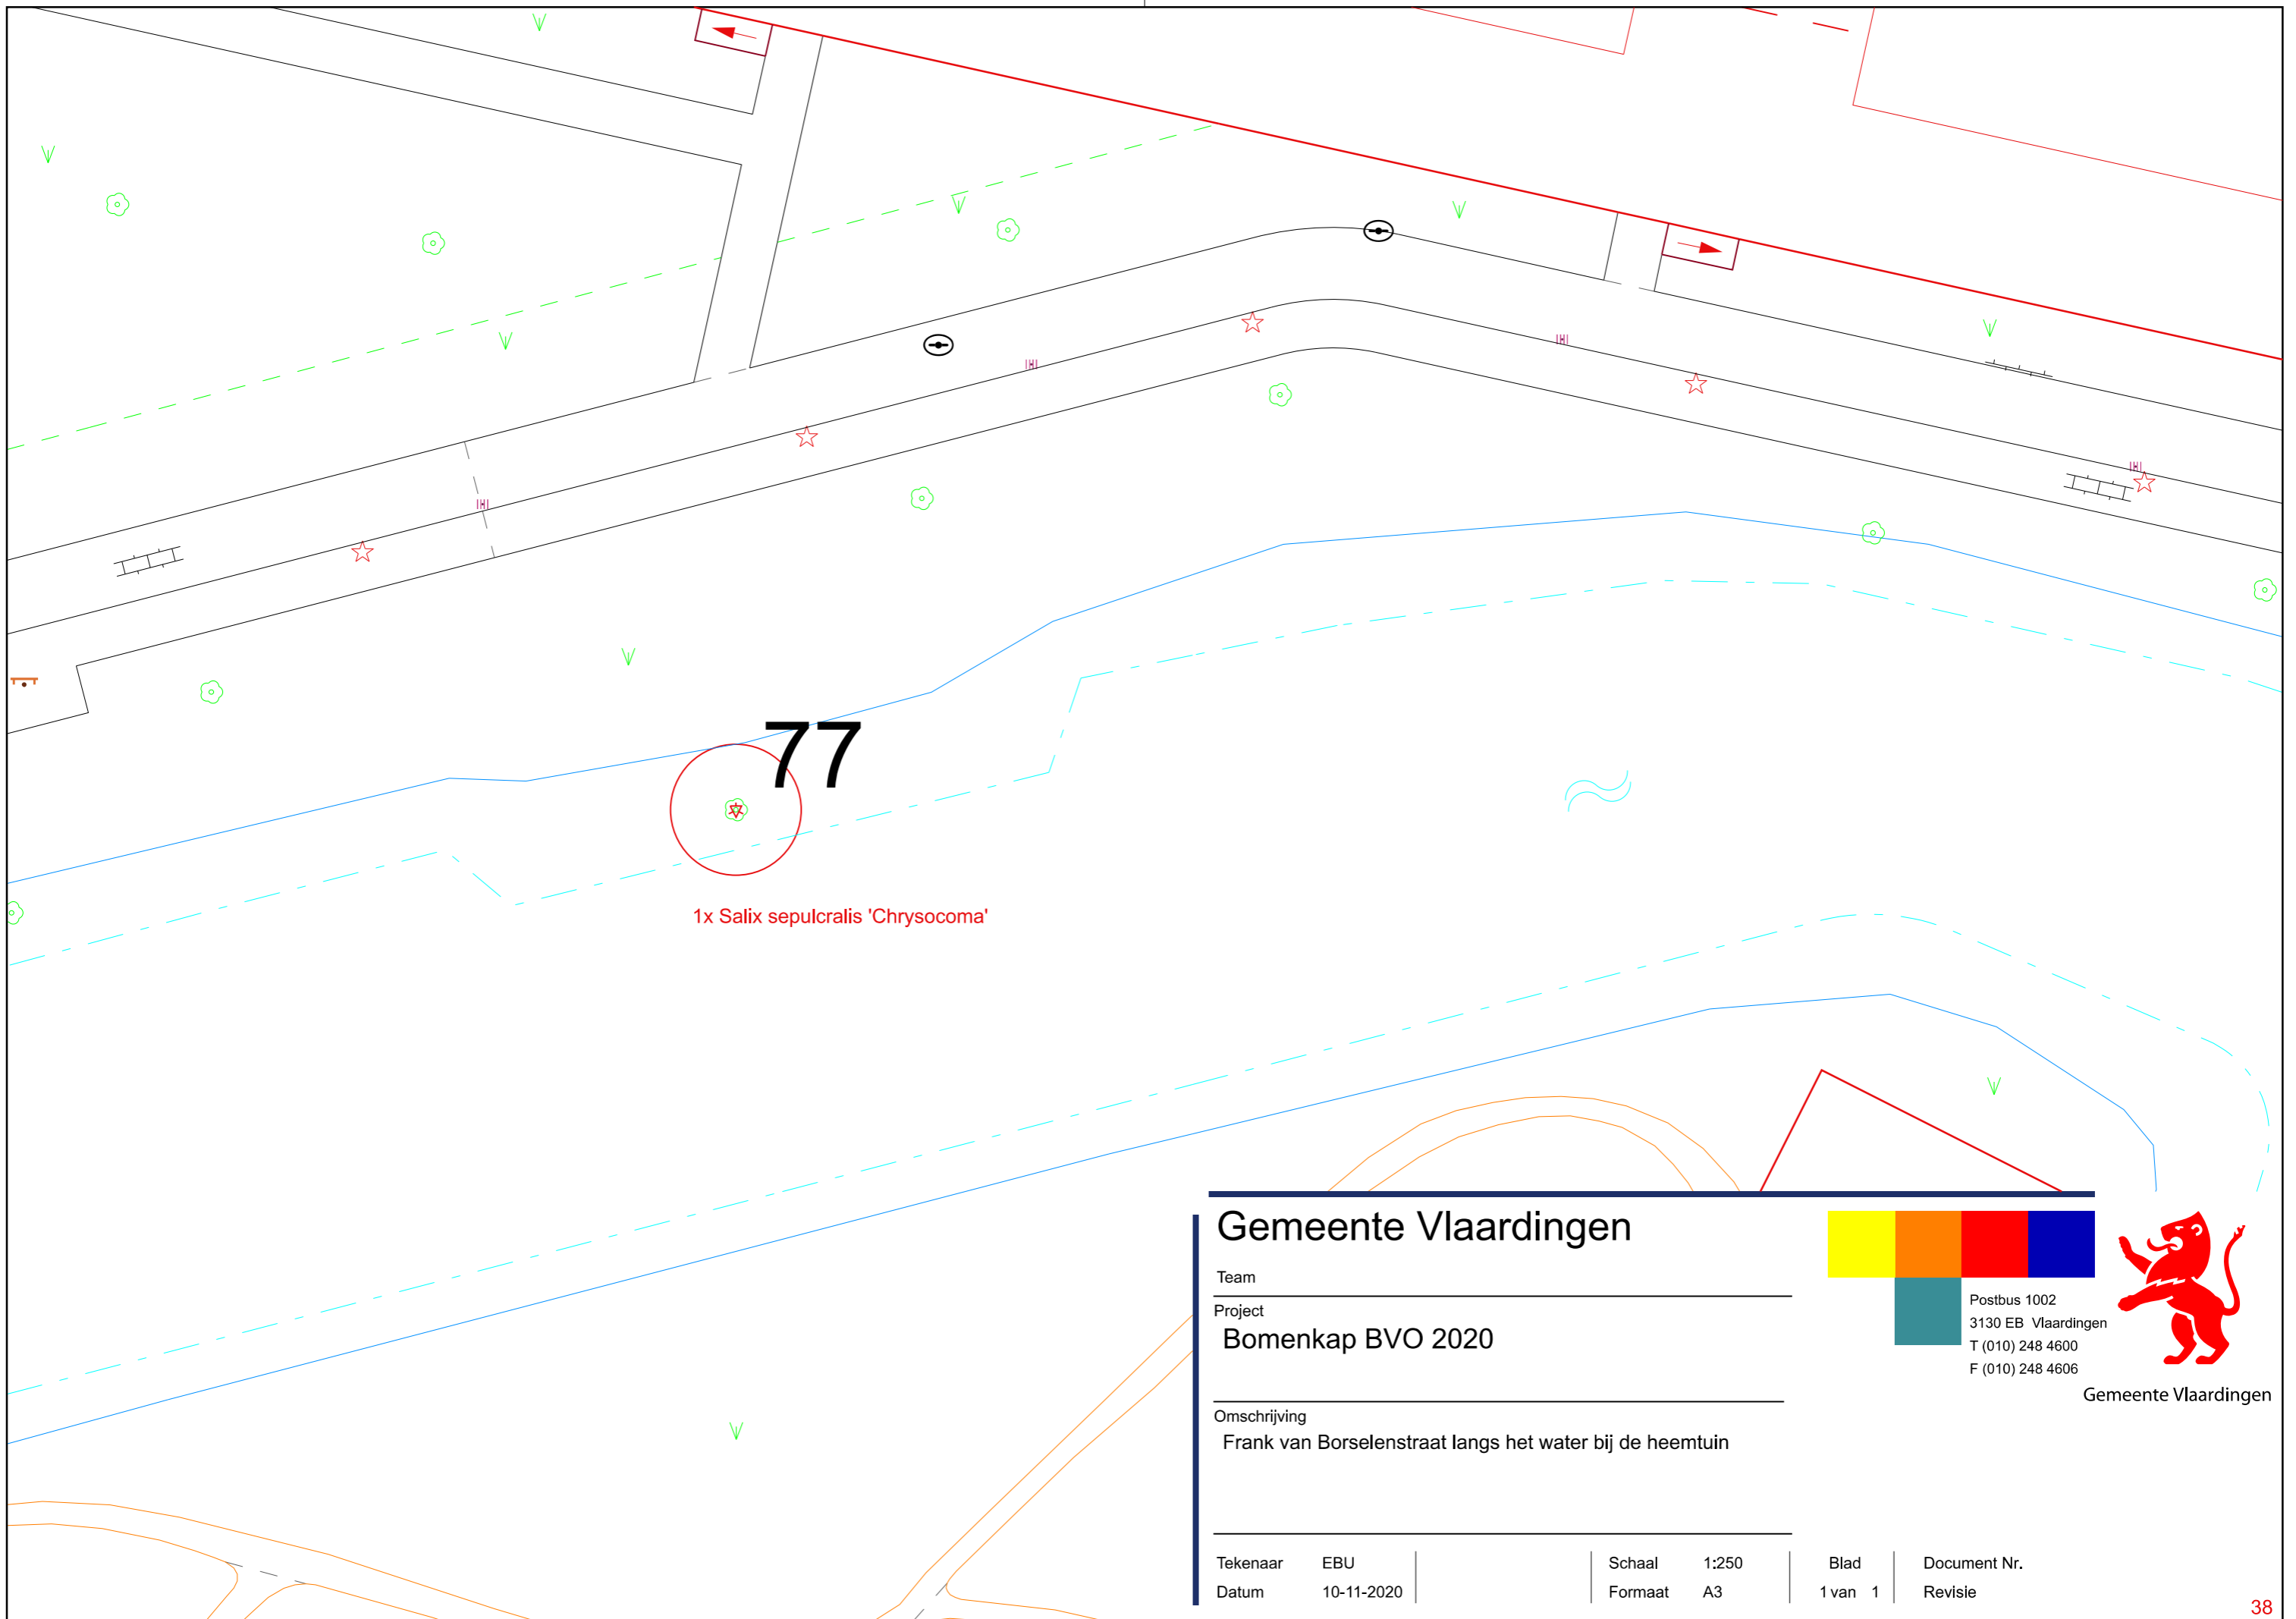 77
1x Salix sepulcralis 'Chrysocoma'
Gemeente Vlaardingen
Team
Project
Bomenkap BVO 2020
Postbus 1002
3130 EB Vlaardingen
T (010) 248 4600
F (010) 248 4606
Gemeente Vlaardingen
Omschrijving
Frank van Borselenstraat langs het water bij de heemtuin
Tekenaar EBU Schaal 1:250 Blad Document Nr.
Datum 10-11-2020 Formaat A3 1 van 1 Revisie
38